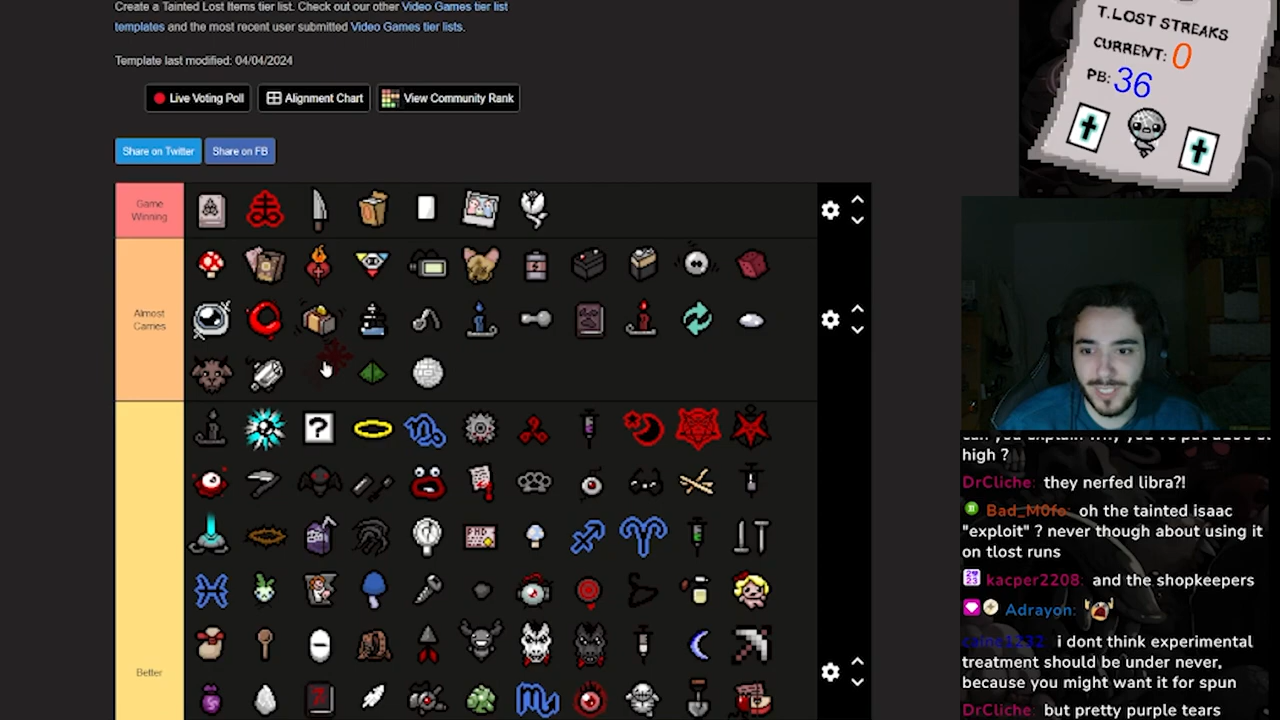 Create a Tainted Lost Items tier list. Check out our other Video Games tier list
templates and the most recent user submitted Video Games tier lists.
Template last modified: 04/04/2024
Live Voting Poll
Alignment Chart
View Community Rank
Share on Twitter
Share on FB
Game
Winning
Almost
Games
Better
T.LOST STREAKS
CURRENT: 0
PB: 36
high ?
DrCliche: they nerfed libra?!
Bad_M0fo: oh the tainted isaac
"exploit" ? never though about using it
on tlost runs
kacper2208: and the shopkeepers
Adrayon:
i dont think experimental
treatment should be under never,
because you might want it for spun
DrCliche: but pretty purple tears